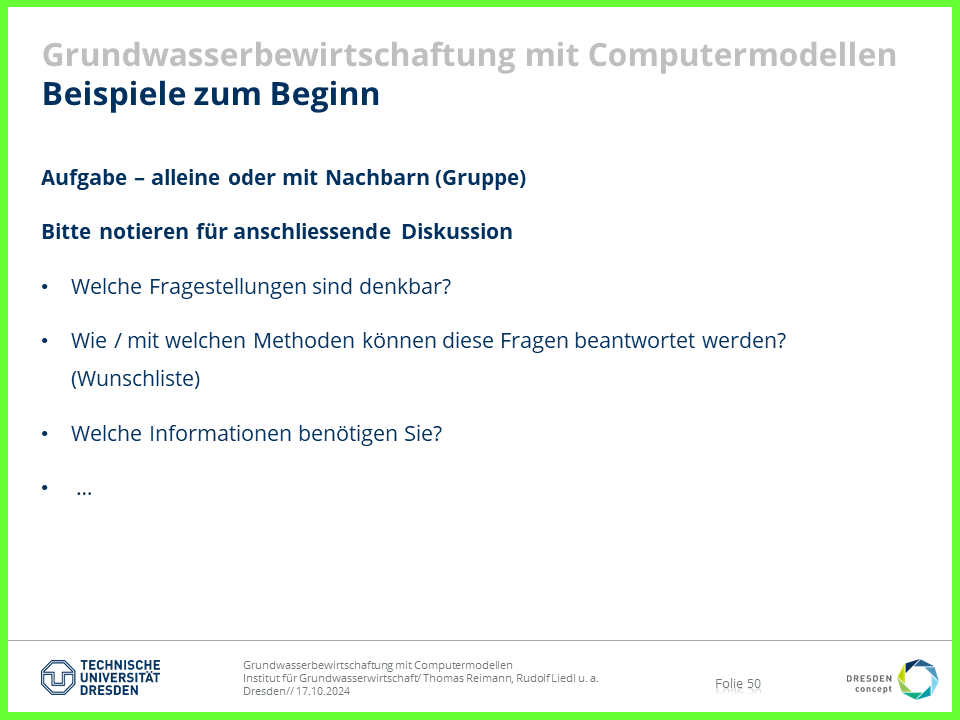 Grundwasserbewirtschaftung mit Computermodellen
Beispiele zum Beginn
Aufgabe – alleine oder mit Nachbarn (Gruppe)
Bitte notieren für anschliessende Diskussion
• Welche Fragestellungen sind denkbar?
• Wie / mit welchen Methoden können diese Fragen beantwortet werden?
(Wunschliste)
• Welche Informationen benötigen Sie?
• ...
TECHNISCHE
UNIVERSITÄT
DRESDEN
Grundwasserbewirtschaftung mit Computermodellen
Institut für Grundwasserwirtschaft/ Thomas Reimann, Rudolf Liedl u. a.
Dresden// 17.10.2024
Folie 50
DRESDEN
concept